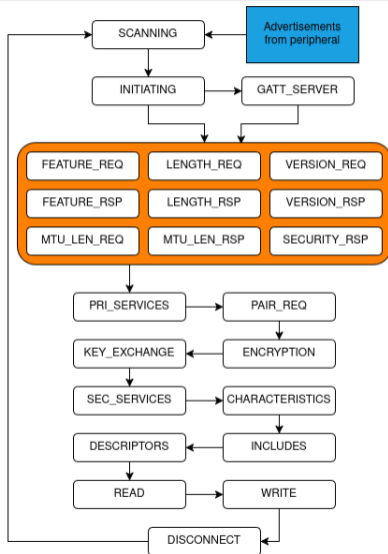 Advertisements
from peripheral
SCANNING
INITIATING
GATT_SERVER
FEATURE_REQ
LENGTH_REQ
VERSION_REQ
FEATURE_RSP
LENGTH_RSP
VERSION_RSP
MTU_LEN_REQ
MTU_LEN_RSP
SECURITY_RSP
PRI_SERVICES
PAIR_REQ
KEY_EXCHANGE
ENCRYPTION
SEC_SERVICES
CHARACTERISTICS
DESCRIPTORS
INCLUDES
READ
WRITE
DISCONNECT